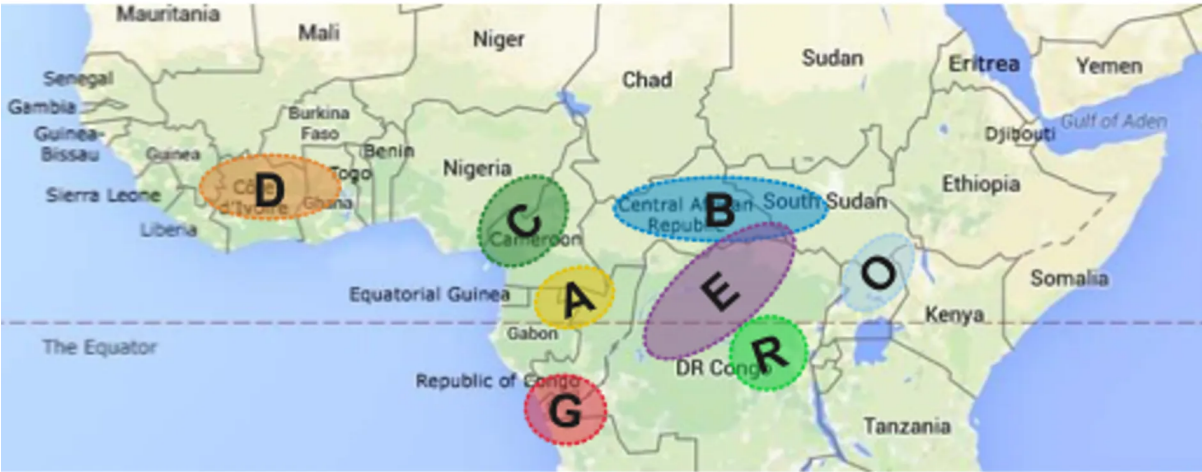 Mauritania
Mali
Niger
Chad
Sudan
Eritrea
Yemen
Senegal
Gambia
Guinea-
Bissau
Guinea
Burkina
Faso
Benin
Nigeria
Djibouti
Gulf of Aden
Sierra Leone
Côte
d'Ivoire
D
Togo
Ghana
Liberia
C
Cameroon
Central African
Republic
B
South Sudan
Ethiopia
Equatorial Guinea
A
E
O
Somalia
Gabon
Kenya
The Equator
Republic of Congo
DR Congo
R
G
Tanzania